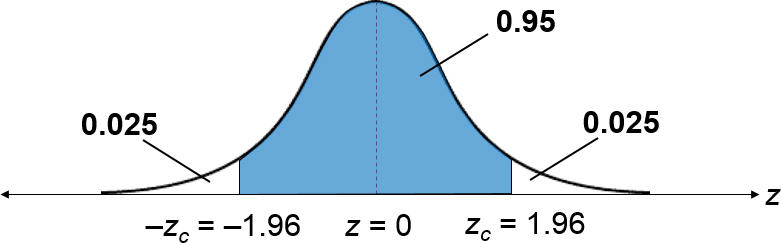 0.95
0.025
0.025
z
–z_c = –1.96
z = 0
z_c = 1.96